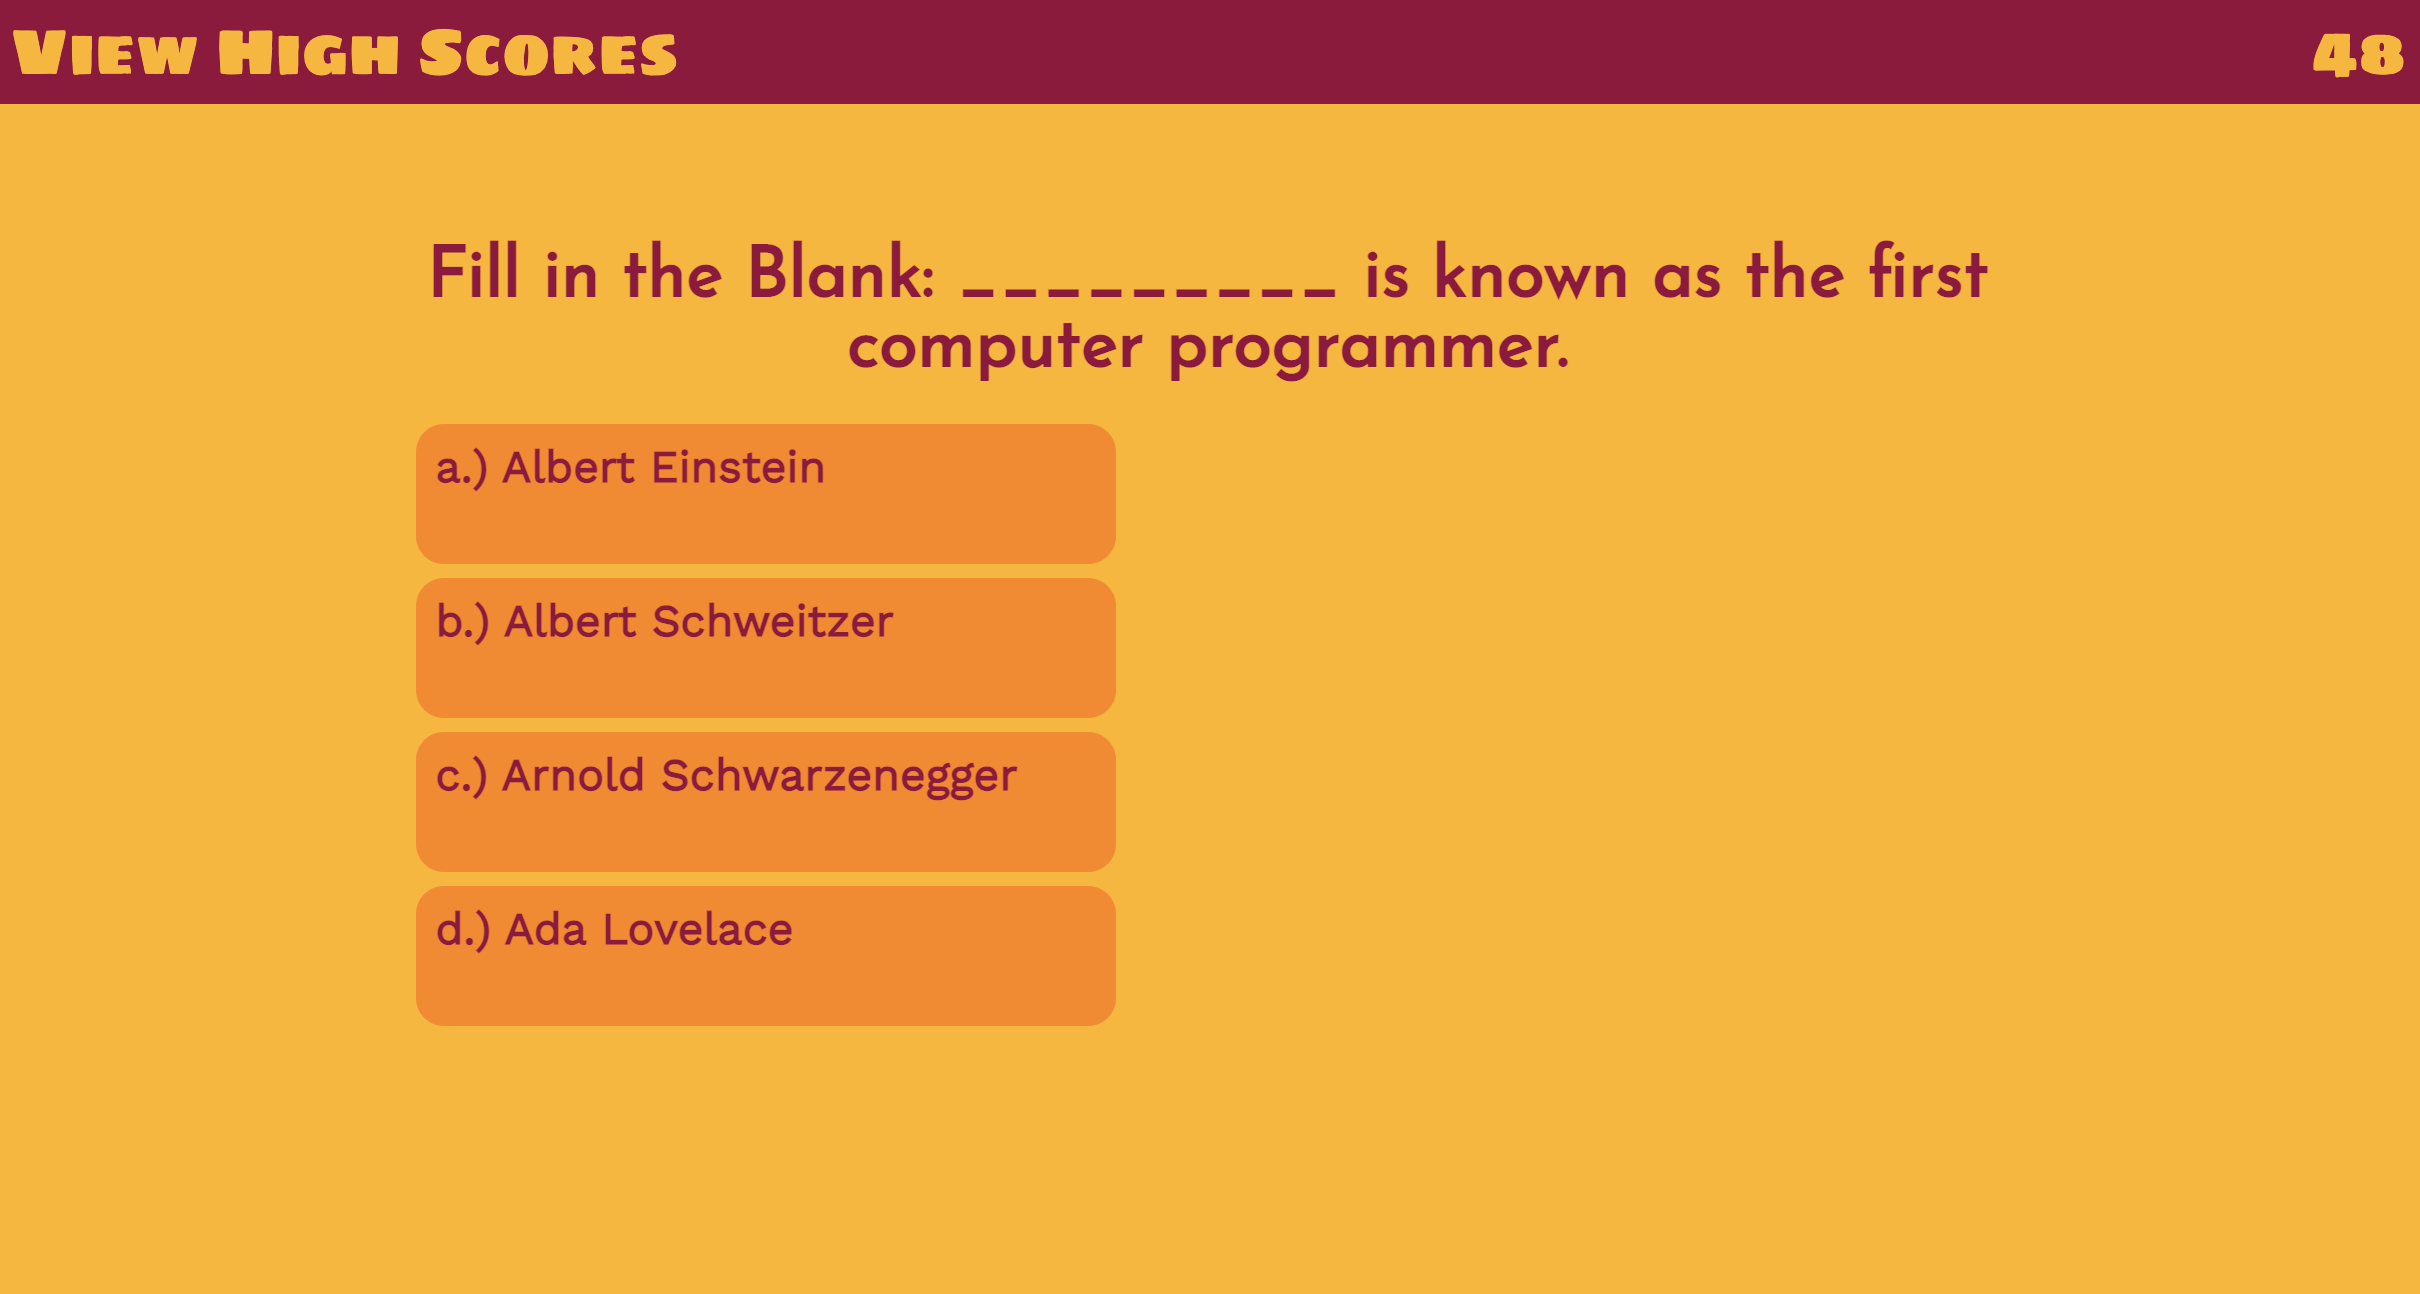 View High Scores
48
Fill in the Blank: _________ is known as the first
computer programmer.
a.) Albert Einstein
b.) Albert Schweitzer
c.) Arnold Schwarzenegger
d.) Ada Lovelace